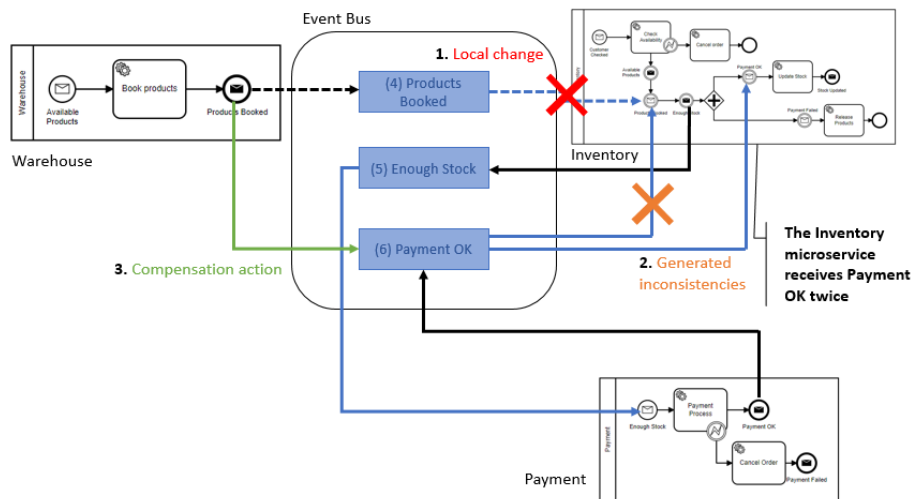 Event Bus
1. Local change
Warehouse
Book products
Available
Products
Products Booked
Warehouse
(4) Products
Booked
(5) Enough Stock
(6) Payment OK
3. Compensation action
2. Generated
inconsistencies
Customer
Checked
Check
Availability
Cancel order
Available
Products
Enough Stock
Payment OK
Update Stock
Stock Updated
Payment Failed
Release
Products
Inventory
The Inventory
microservice
receives Payment
OK twice
Payment
Enough Stock
Payment
Process
Payment OK
Cancel Order
Payment Failed
Payment